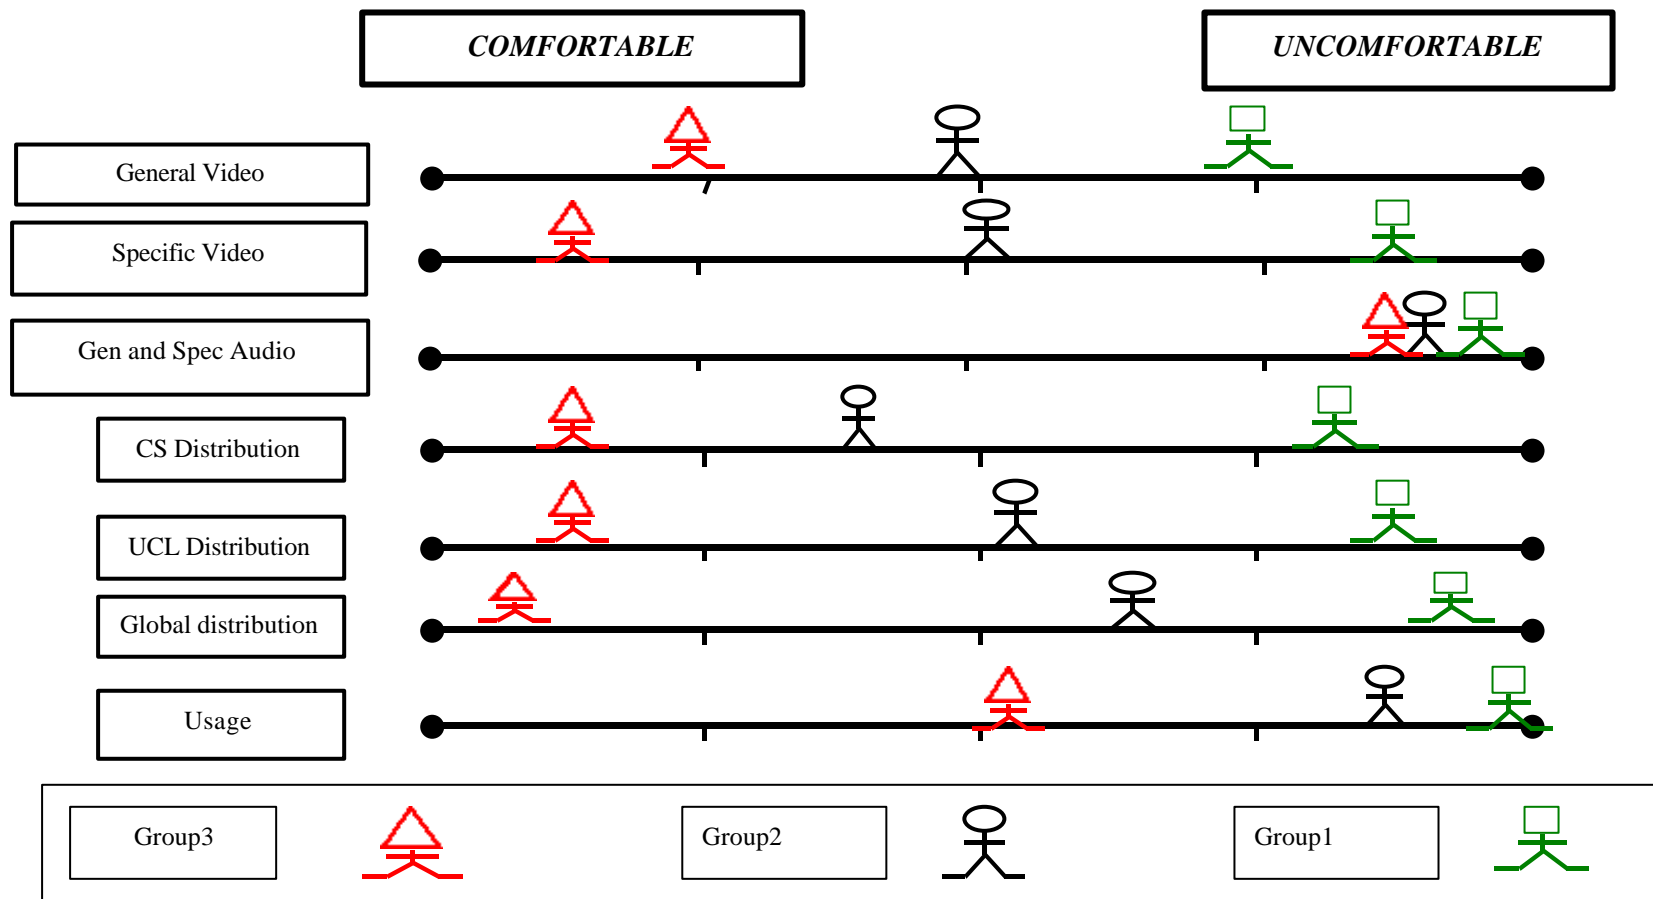 COMFORTABLE
UNCOMFORTABLE
General Video
Specific Video
Gen and Spec Audio
CS Distribution
UCL Distribution
Global distribution
Usage
Group3
Group2
Group1